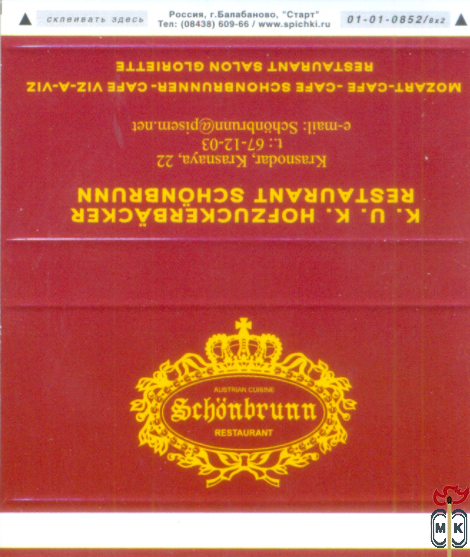 склеивать здесь
Россия, г.Балабаново, "Старт"
Тел: (08438) 609-66 / www.spichki.ru
01-01-0852/8x2
K. U. K. HOFZUCKERBÄCKER
RESTAURANT SCHÖNBRUNN
Krasnodar, Krasnaya, 22
t.: 67-12-03
e-mail: Schönbrunn@pisem.net
MOZART-CAFE - CAFE SCHONBRUNNER- CAFE VIZ-A-VIZ
RESTAURANT SALON GLORIETTE
AUSTRIAN CUISINE
Schönbrunn
RESTAURANT
МК